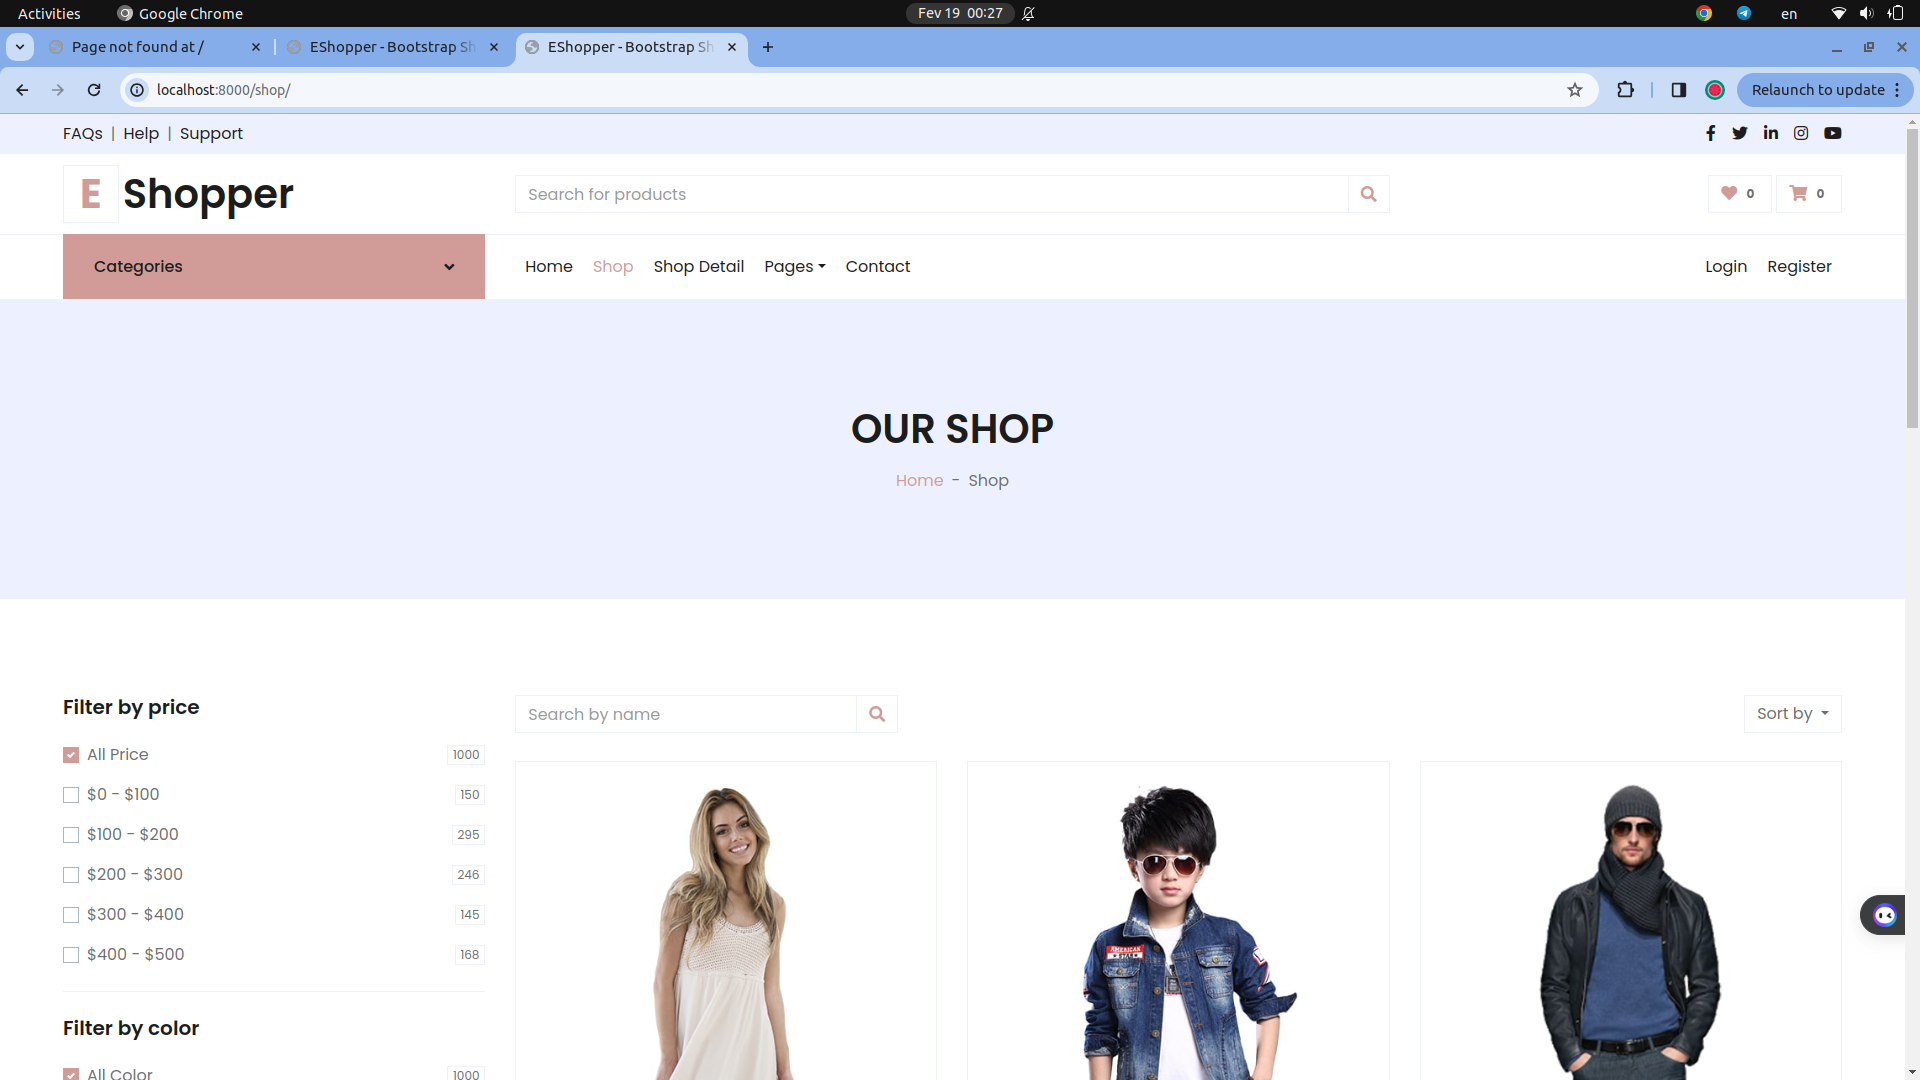 Activities Google Chrome Fev 19 00:27 en
Page not found at / EShopper - Bootstrap Sh EShopper - Bootstrap Sh
localhost:8000/shop/ Relaunch to update
FAQs | Help | Support
E Shopper Search for products 0 0
Categories Home Shop Shop Detail Pages Contact Login Register
OUR SHOP
Home - Shop
Filter by price Search by name Sort by
All Price 1000
$0 - $100 150
$100 - $200 295
$200 - $300 246
$300 - $400 145
$400 - $500 168
Filter by color
All Color 1000
AMERICAN
STAR